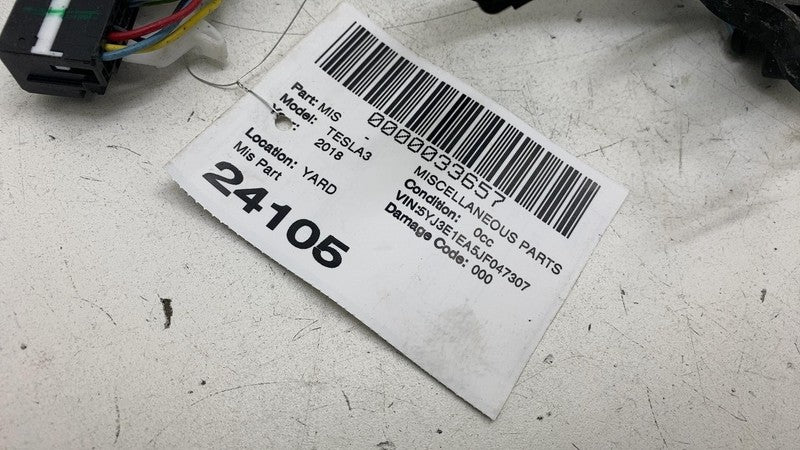 0000033657
Part: MIS - MISCELLANEOUS PARTS
Model: TESLA3 Condition: 0cc
2018 VIN:5YJ3E1EA5JF047307
Location: YARD Damage Code: 000
Mis Part
24105